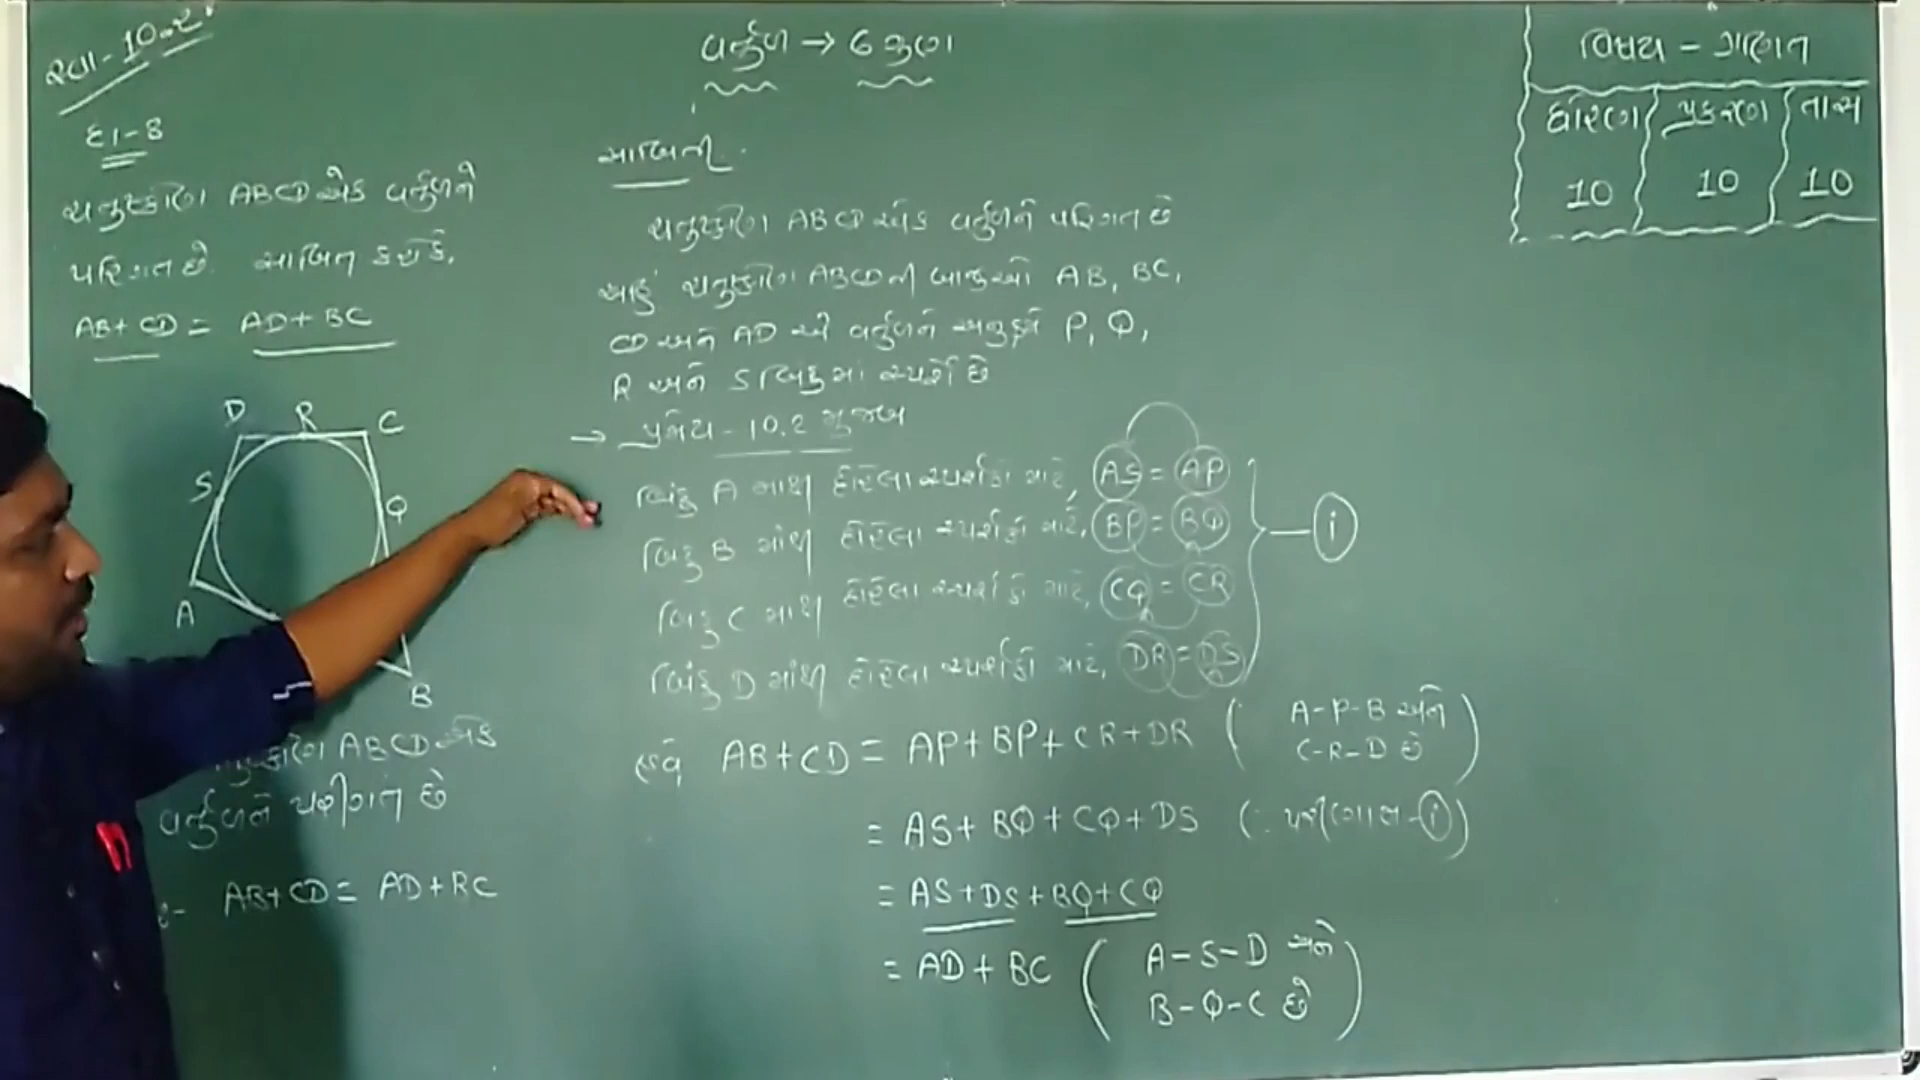 સ્વા-10.2
વર્તુળ → 6 ગુણ
વિષય - ગણિત
ધોરણ પ્રકરણ તાસ
10 10 10
દા-8
ચતુષ્કોણ ABCD એક વર્તુળને
પરિગત છે. સાબિત કરો કે,
AB+CD = AD+BC
D R C
S Q
A
B
ABCD એક
વર્તુળને પરીગત છે
AB+CD = AD+BC
સાબિતી.
ચતુષ્કોણ ABCD એક વર્તુળને પરિગત છે
ચતુષ્કોણ ABCD ની બાજુઓ AB, BC,
CD અને AD એ વર્તુળને અનુક્રમે P, Q,
R અને S બિંદુમાં સ્પર્શે છે
→ પ્રમેય - 10.2 મુજબ
બિંદુ A માંથી દોરેલા સ્પર્શકો માટે, AS = AP
બિંદુ B માંથી દોરેલા સ્પર્શકો માટે, BP = BQ
બિંદુ C માંથી દોરેલા સ્પર્શકો માટે, CQ = CR
બિંદુ D માંથી દોરેલા સ્પર્શકો માટે, DR = DS
— i
હવે AB+CD = AP+BP+CR+DR ( A-P-B અને
C-R-D છે )
= AS+BQ+CQ+DS (∵ પરીણામ-i)
= AS+DS+BQ+CQ
= AD+BC ( A-S-D અને
B-Q-C છે )